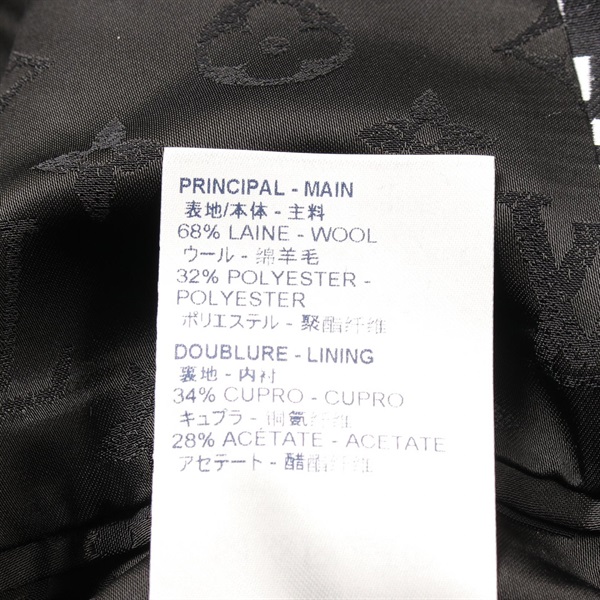 PRINCIPAL - MAIN
表地/本体 - 主料
68% LAINE - WOOL
ウール - 绵羊毛
32% POLYESTER -
POLYESTER
ポリエステル - 聚酯纤维
DOUBLURE - LINING
裏地 - 内衬
34% CUPRO - CUPRO
キュプラ - 铜氨纤维
28% ACÉTATE - ACETATE
アセテート - 醋酯纤维